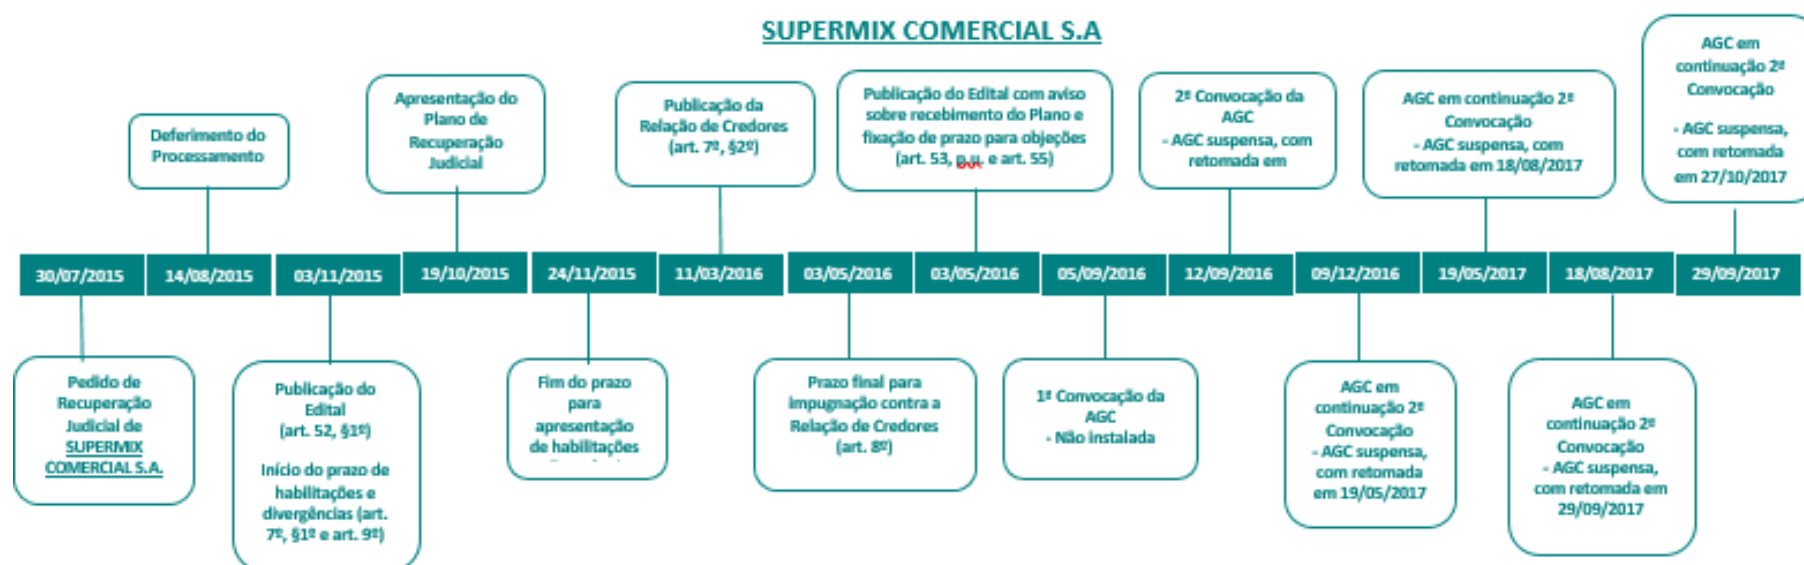 SUPERMIX COMERCIAL S.A
Deferimento do
Processamento
Apresentação do
Plano de
Recuperação
Judicial
Publicação da
Relação de Credores
(art. 7º, §2º)
Publicação do Edital com aviso
sobre recebimento do Plano e
fixação de prazo para objeções
(art. 53, p.u. e art. 55)
2ª Convocação da
AGC
- AGC suspensa, com
retomada em
AGC em continuação 2ª
Convocação
- AGC suspensa, com
retomada em 18/08/2017
AGC em
continuação 2ª
Convocação
- AGC suspensa,
com retomada
em 27/10/2017
30/07/2015
14/08/2015
03/11/2015
19/10/2015
24/11/2015
11/03/2016
03/05/2016
03/05/2016
05/09/2016
12/09/2016
09/12/2016
19/05/2017
18/08/2017
29/09/2017
Pedido de
Recuperação
Judicial de
SUPERMIX
COMERCIAL S.A.
Publicação do
Edital
(art. 52, §1º)
Início do prazo de
habilitações e
divergências (art.
7º, §1º e art. 9º)
Fim do prazo
para
apresentação
de habilitações
Prazo final para
impugnação contra a
Relação de Credores
(art. 8º)
1ª Convocação da
AGC
- Não instalada
AGC em
continuação 2ª
Convocação
- AGC suspensa,
com retomada
em 19/05/2017
AGC em
continuação 2ª
Convocação
- AGC suspensa,
com retomada em
29/09/2017